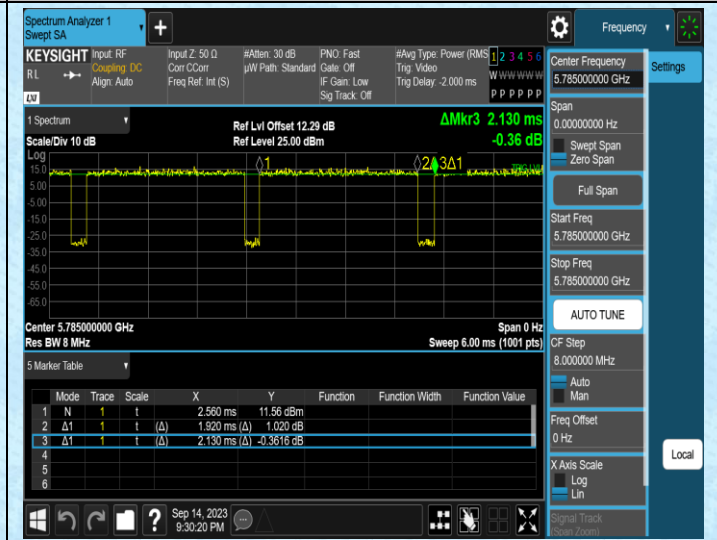 Spectrum Analyzer 1
Swept SA
+
Frequency
KEYSIGHT
RL
LXI
Input: RF
Coupling: DC
Align: Auto
Input Z: 50 Ω
Corr CCorr
Freq Ref: Int (S)
#Atten: 30 dB
µW Path: Standard
PNO: Fast
Gate: Off
IF Gain: Low
Sig Track: Off
#Avg Type: Power (RMS
Trig: Video
Trig Delay: -2.000 ms
1 2 3 4 5 6
W W W W W W
P P P P P P
Center Frequency
5.785000000 GHz
Settings
Span
0.00000000 Hz
Swept Span
Zero Span
Full Span
Start Freq
5.785000000 GHz
Stop Freq
5.785000000 GHz
AUTO TUNE
CF Step
8.000000 MHz
Auto
Man
Freq Offset
0 Hz
X Axis Scale
Log
Lin
Signal Track
(Span Zoom)
Local
1 Spectrum
Scale/Div 10 dB
Ref Lvl Offset 12.29 dB
Ref Level 25.00 dBm
ΔMkr3 2.130 ms
-0.36 dB
Log
15.0
5.00
-5.00
-15.0
-25.0
-35.0
-45.0
-55.0
-65.0
1
2
3Δ1
TRIG LVL
Center 5.785000000 GHz
Res BW 8 MHz
Span 0 Hz
Sweep 6.00 ms (1001 pts)
5 Marker Table
Mode Trace Scale X Y Function Function Width Function Value
1 N 1 t 2.560 ms 11.56 dBm
2 Δ1 1 t (Δ) 1.920 ms (Δ) 1.020 dB
3 Δ1 1 t (Δ) 2.130 ms (Δ) -0.3616 dB
4
5
6
?
Sep 14, 2023
9:30:20 PM